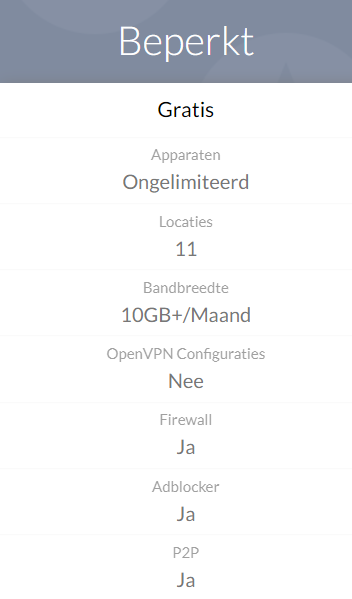 Beperkt
Gratis
Apparaten
Ongelimiteerd
Locaties
11
Bandbreedte
10GB+/Maand
OpenVPN Configuraties
Nee
Firewall
Ja
Adblocker
Ja
P2P
Ja